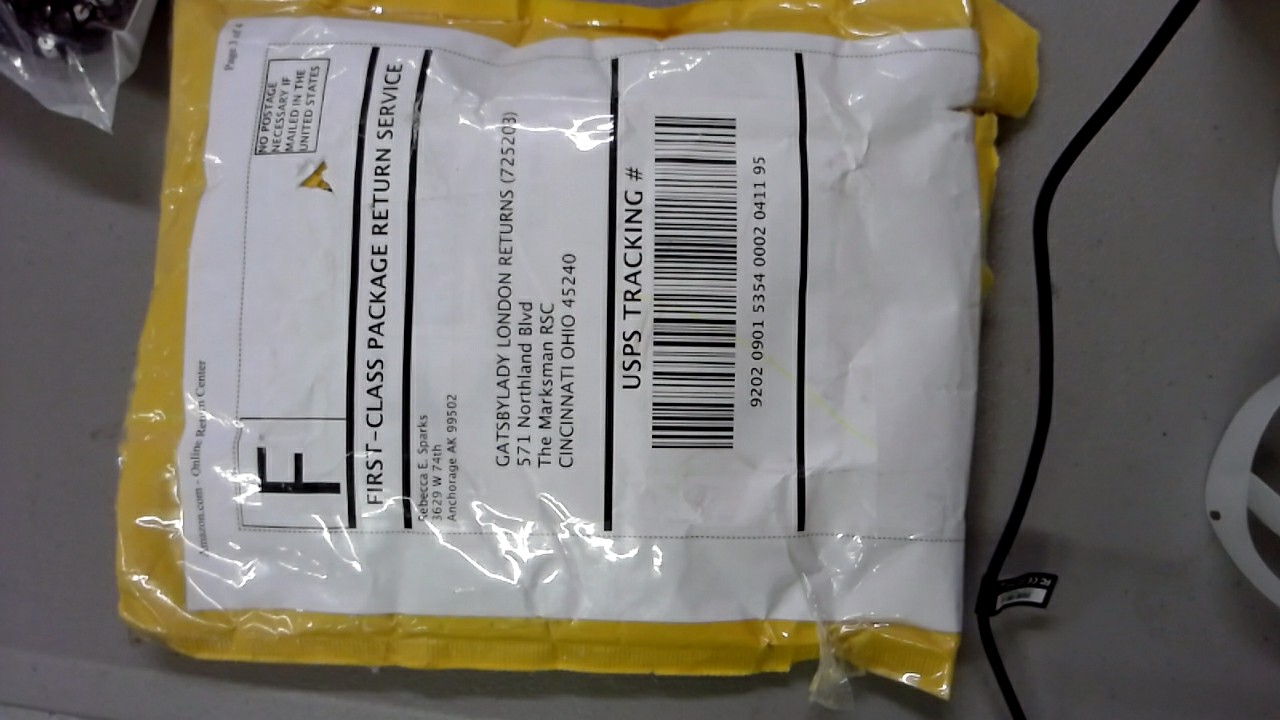 Amazon.com - Online Return Center
Page 3 of 4
F
NO POSTAGE
NECESSARY IF
MAILED IN THE
UNITED STATES
FIRST-CLASS PACKAGE RETURN SERVICE
Rebecca E. Sparks
3629 W 74th
Anchorage AK 99502
GATSBYLADY LONDON RETURNS (725203)
571 Northland Blvd
The Marksman RSC
CINCINNATI OHIO 45240
USPS TRACKING #
9202 0901 5354 0002 0411 95